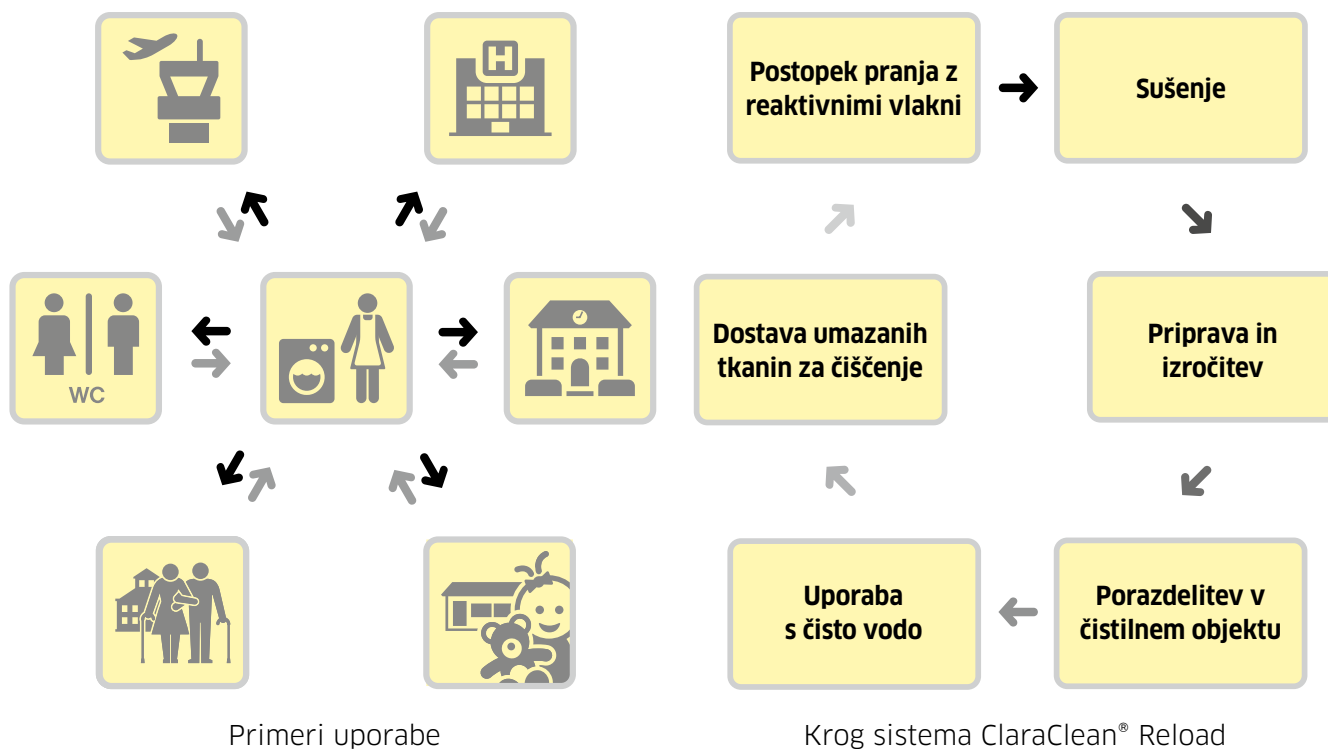 H
WC
Primeri uporabe
Postopek pranja z
reaktivnimi vlakni
Sušenje
Dostava umazanih
tkanin za čiščenje
Priprava in
izročitev
Uporaba
s čisto vodo
Porazdelitev v
čistilnem objektu
Krog sistema ClaraClean® Reload